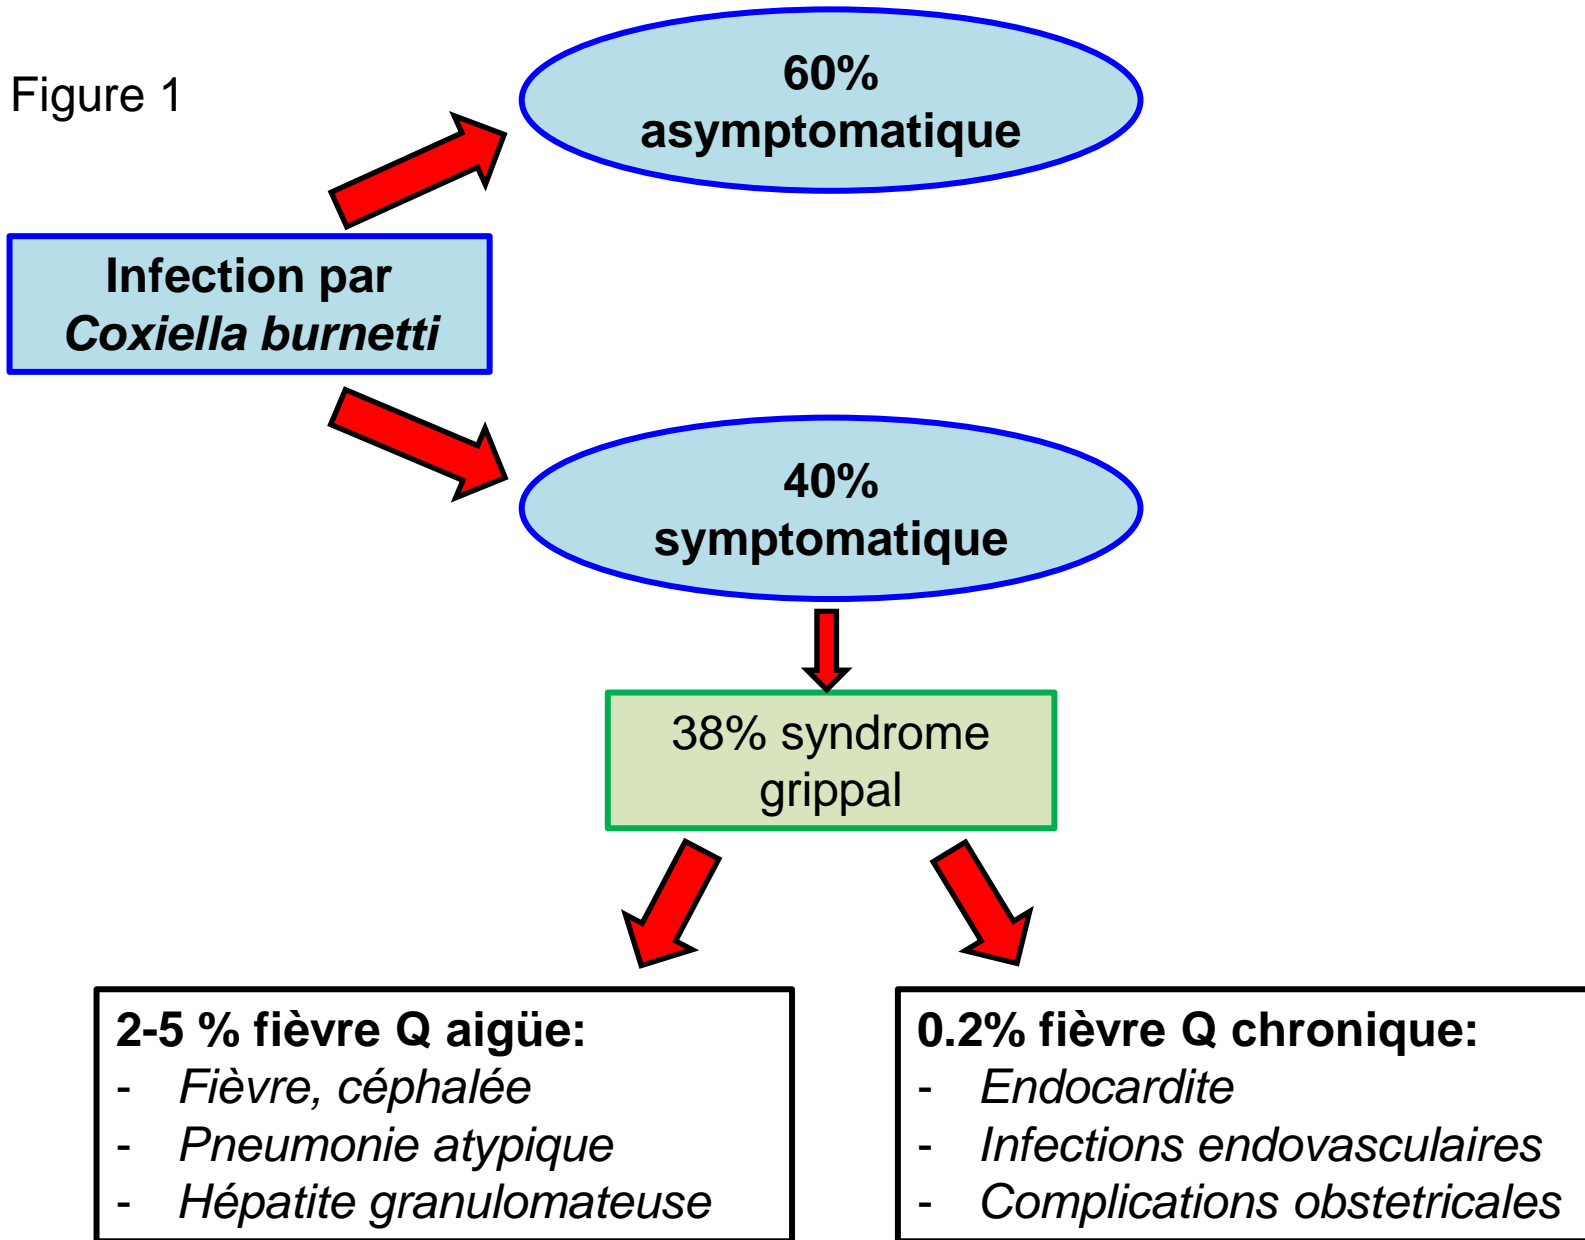 Figure 1
60%
asymptomatique
Infection par
Coxiella burnetti
40%
symptomatique
38% syndrome
grippal
2-5 % fièvre Q aigüe:
- Fièvre, céphalée
- Pneumonie atypique
- Hépatite granulomateuse
0.2% fièvre Q chronique:
- Endocardite
- Infections endovasculaires
- Complications obstetricales